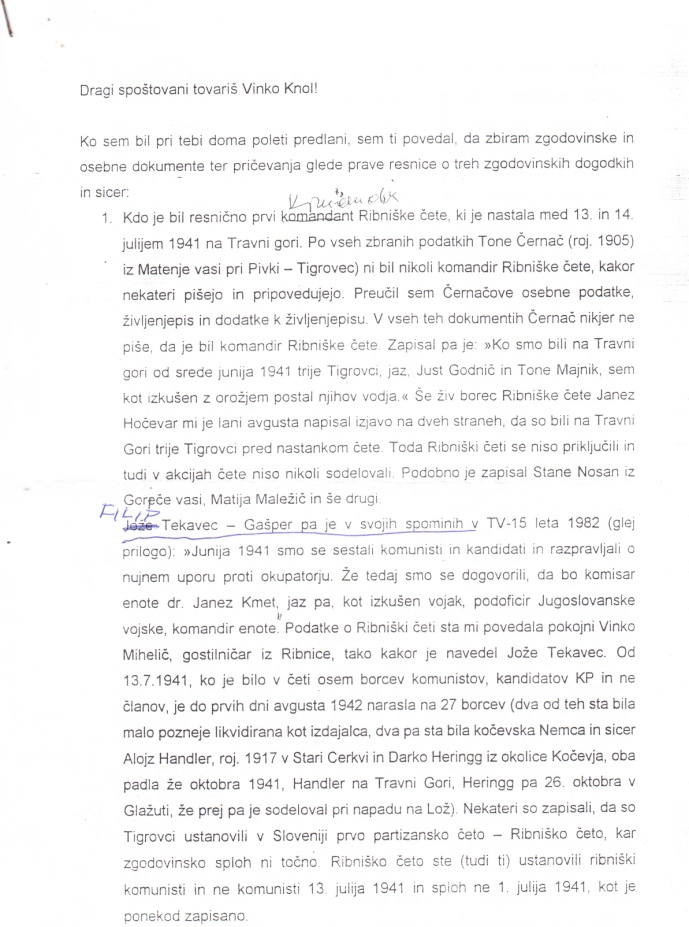 Dragi spoštovani tovariš Vinko Knol!
Ko sem bil pri tebi doma poleti predlani, sem ti povedal, da zbiram zgodovinske in
osebne dokumente ter pričevanja glede prave resnice o treh zgodovinskih dogodkih
in sicer:
1. Kdo je bil resnično prvi komandant Ribniške čete, ki je nastala med 13. in 14.
julijem 1941 na Travni gori. Po vseh zbranih podatkih Tone Černač (roj. 1905)
iz Matenje vasi pri Pivki – Tigrovec) ni bil nikoli komandir Ribniške čete, kakor
nekateri pišejo in pripovedujejo. Preučil sem Černačove osebne podatke,
življenjepis in dodatke k življenjepisu. V vseh teh dokumentih Černač nikjer ne
piše, da je bil komandir Ribniške čete. Zapisal pa je: »Ko smo bili na Travni
gori od srede junija 1941 trije Tigrovci, jaz, Just Godnič in Tone Majnik, sem
kot izkušen z orožjem postal njihov vodja.« Še živ borec Ribniške čete Janez
Hočevar mi je lani avgusta napisal izjavo na dveh straneh, da so bili na Travni
Gori trije Tigrovci pred nastankom čete. Toda Ribniški četi se niso priključili in
tudi v akcijah čete niso nikoli sodelovali. Podobno je zapisal Stane Nosan iz
Goreče vasi, Matija Maležič in še drugi.
FILIP
Jože Tekavec – Gašper pa je v svojih spominih v TV-15 leta 1982 (glej
prilogo): »Junija 1941 smo se sestali komunisti in kandidati in razpravljali o
nujnem uporu proti okupatorju. Že tedaj smo se dogovorili, da bo komisar
enote dr. Janez Kmet, jaz pa, kot izkušen vojak, podoficir Jugoslovanske
vojske, komandir enote." Podatke o Ribniški četi sta mi povedala pokojni Vinko
Mihelič, gostilničar iz Ribnice, tako kakor je navedel Jože Tekavec. Od
13.7.1941, ko je bilo v četi osem borcev komunistov, kandidatov KP in ne
članov, je do prvih dni avgusta 1942 narasla na 27 borcev (dva od teh sta bila
malo pozneje likvidirana kot izdajalca, dva pa sta bila kočevska Nemca in sicer
Alojz Handler, roj. 1917 v Stari Cerkvi in Darko Heringg iz okolice Kočevja, oba
padla že oktobra 1941, Handler na Travni Gori, Heringg pa 26. oktobra v
Glažuti, že prej pa je sodeloval pri napadu na Lož). Nekateri so zapisali, da so
Tigrovci ustanovili v Sloveniji prvo partizansko četo – Ribniško četo, kar
zgodovinsko sploh ni točno. Ribniško četo ste (tudi ti) ustanovili ribniški
komunisti in ne komunisti 13. julija 1941 in sploh ne 1. julija 1941, kot je
ponekod zapisano.